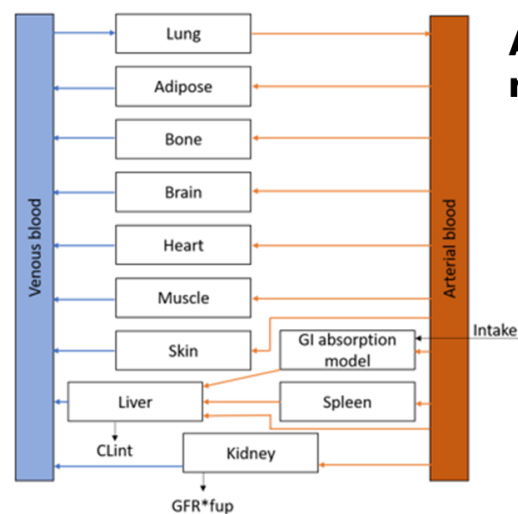 Lung
Adipose
Bone
Brain
Heart
Muscle
Skin
Venous blood
Arterial blood
Intake
GI absorption
model
Liver
Spleen
CLint
Kidney
GFR*fup